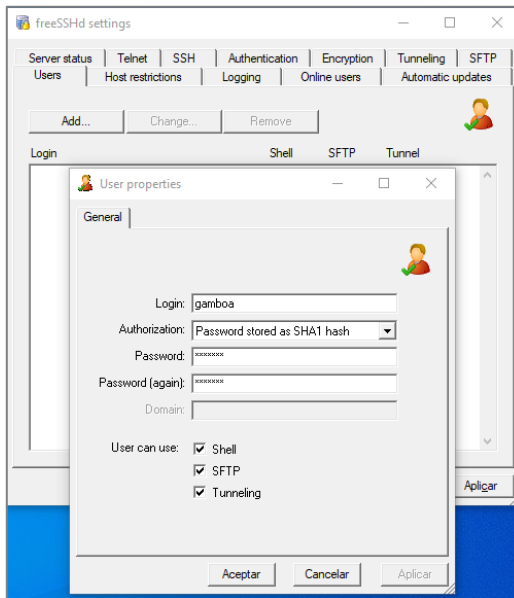 freeSSHd settings
Server status Telnet SSH Authentication Encryption Tunneling SFTP
Users Host restrictions Logging Online users Automatic updates
Add... Change... Remove
Login Shell SFTP Tunnel
User properties
General
Login: gamboa
Authorization: Password stored as SHA1 hash
Password: *******
Password (again): *******
Domain:
User can use: Shell
SFTP
Tunneling
Aplicar
Aceptar Cancelar Aplicar